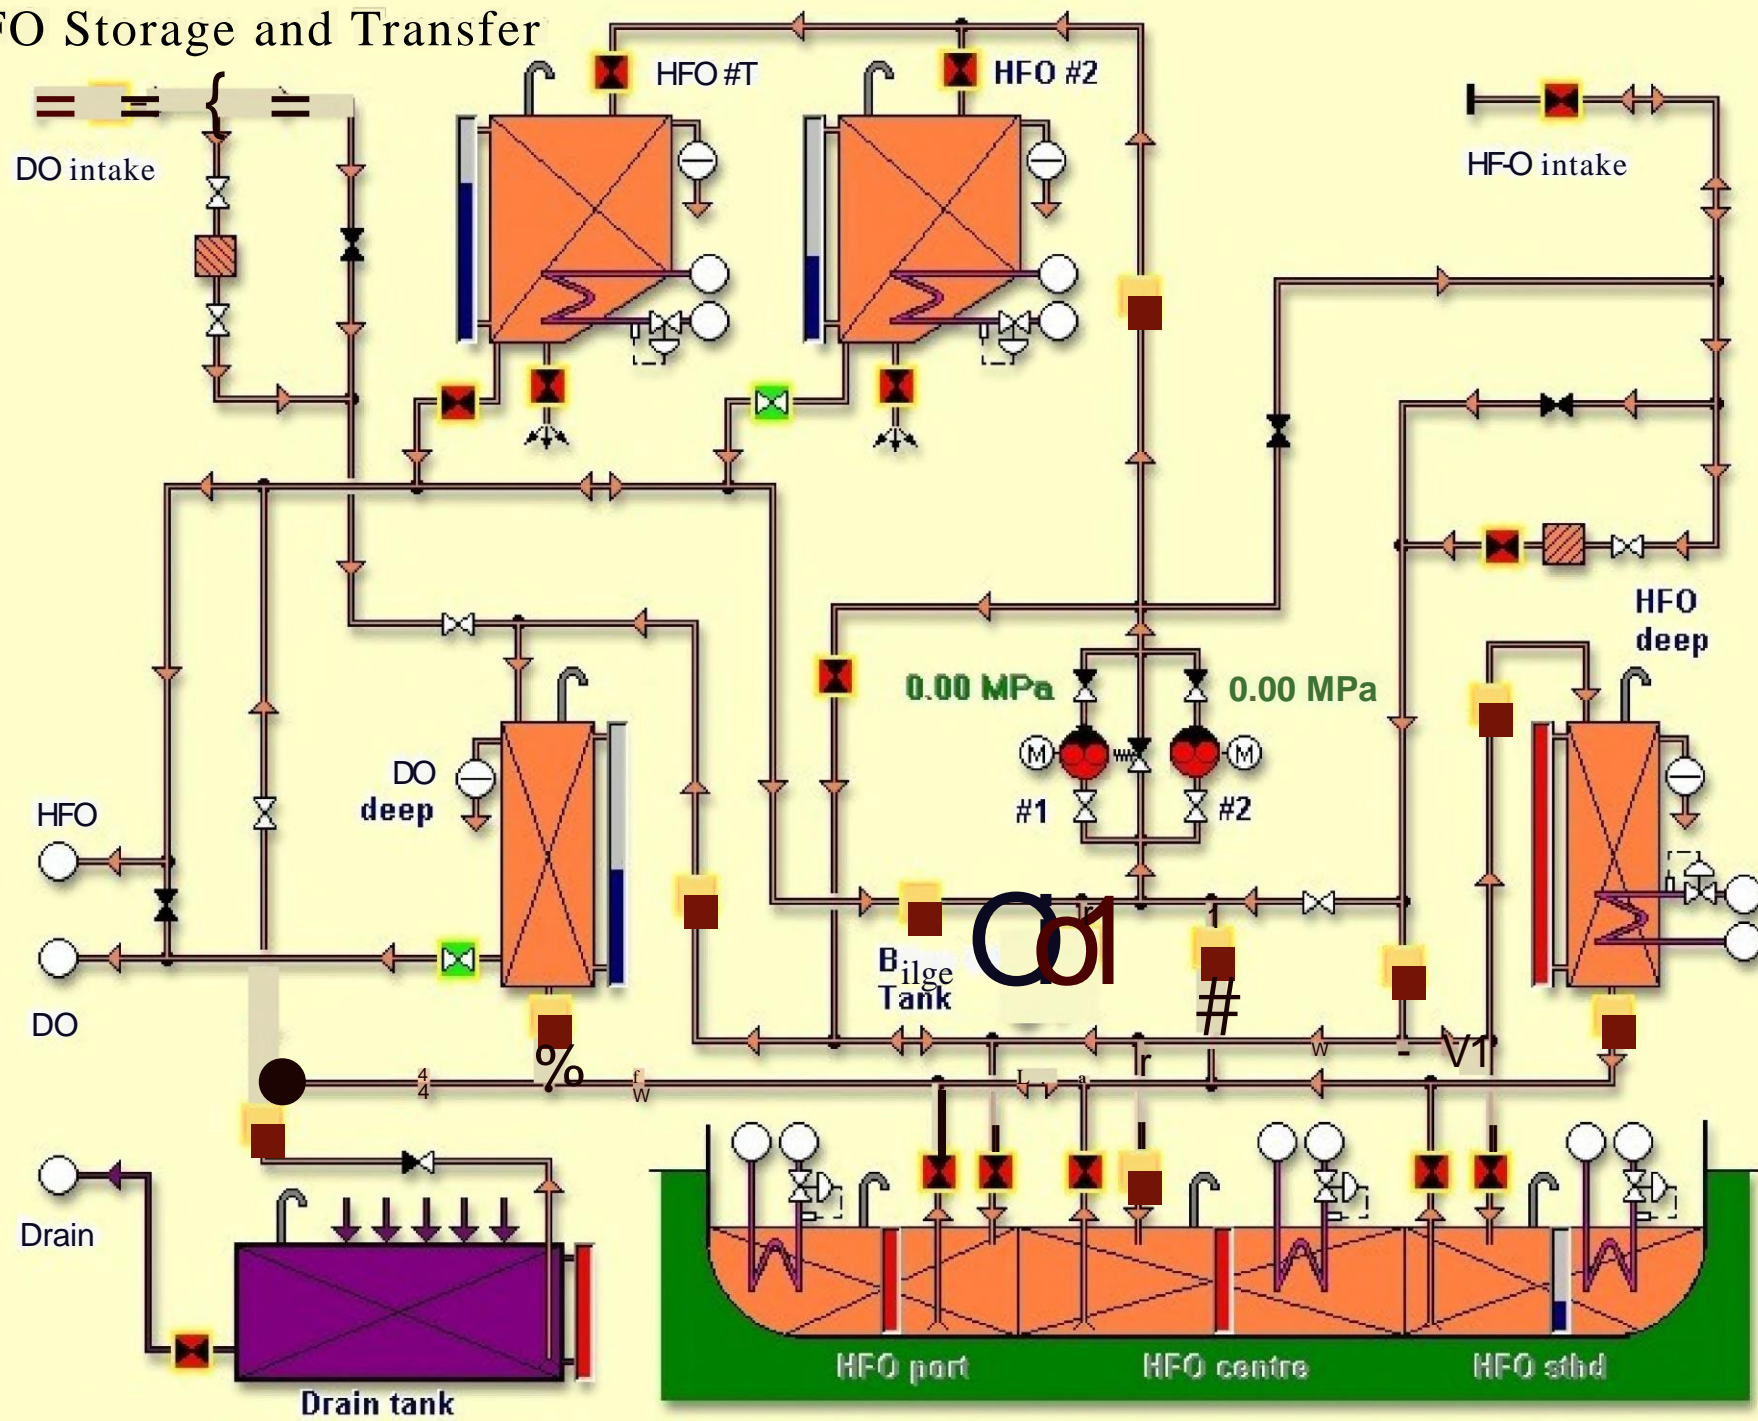 FO Storage and Transfer
HFO #T
HFO #2
DO intake
HF-O intake
HFO
deep
0.00 MPa
0.00 MPa
M
M
#1
#2
DO
deep
HFO
DO
Bilge
Tank
#
%
V1
Drain
Drain tank
HFO port
HFO centre
HFO stbd